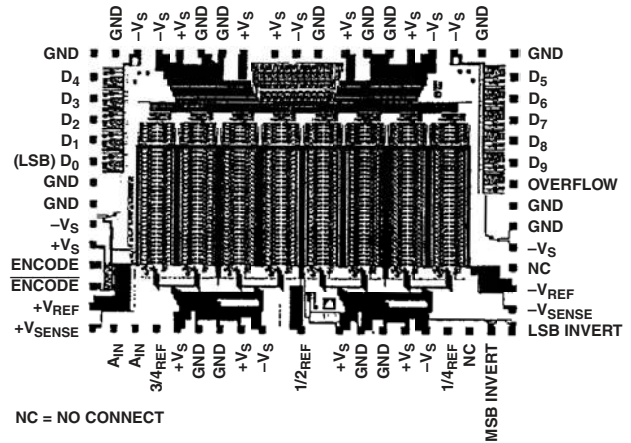 GND
–VS
–VS
+VS
GND
GND
+VS
+VS
–VS
GND
+VS
GND
GND
+VS
–VS
–VS
GND
GND
D4
D3
D2
D1
(LSB) D0
GND
GND
–VS
+VS
ENCODE
ENCODE
+VREF
+VSENSE
GND
D5
D6
D7
D8
D9
OVERFLOW
GND
GND
–VS
NC
–VREF
–VSENSE
LSB INVERT
AIN
AIN
3/4REF
+VS
GND
GND
+VS
–VS
1/2REF
+VS
GND
GND
+VS
–VS
1/4REF
NC
MSB INVERT
NC = NO CONNECT